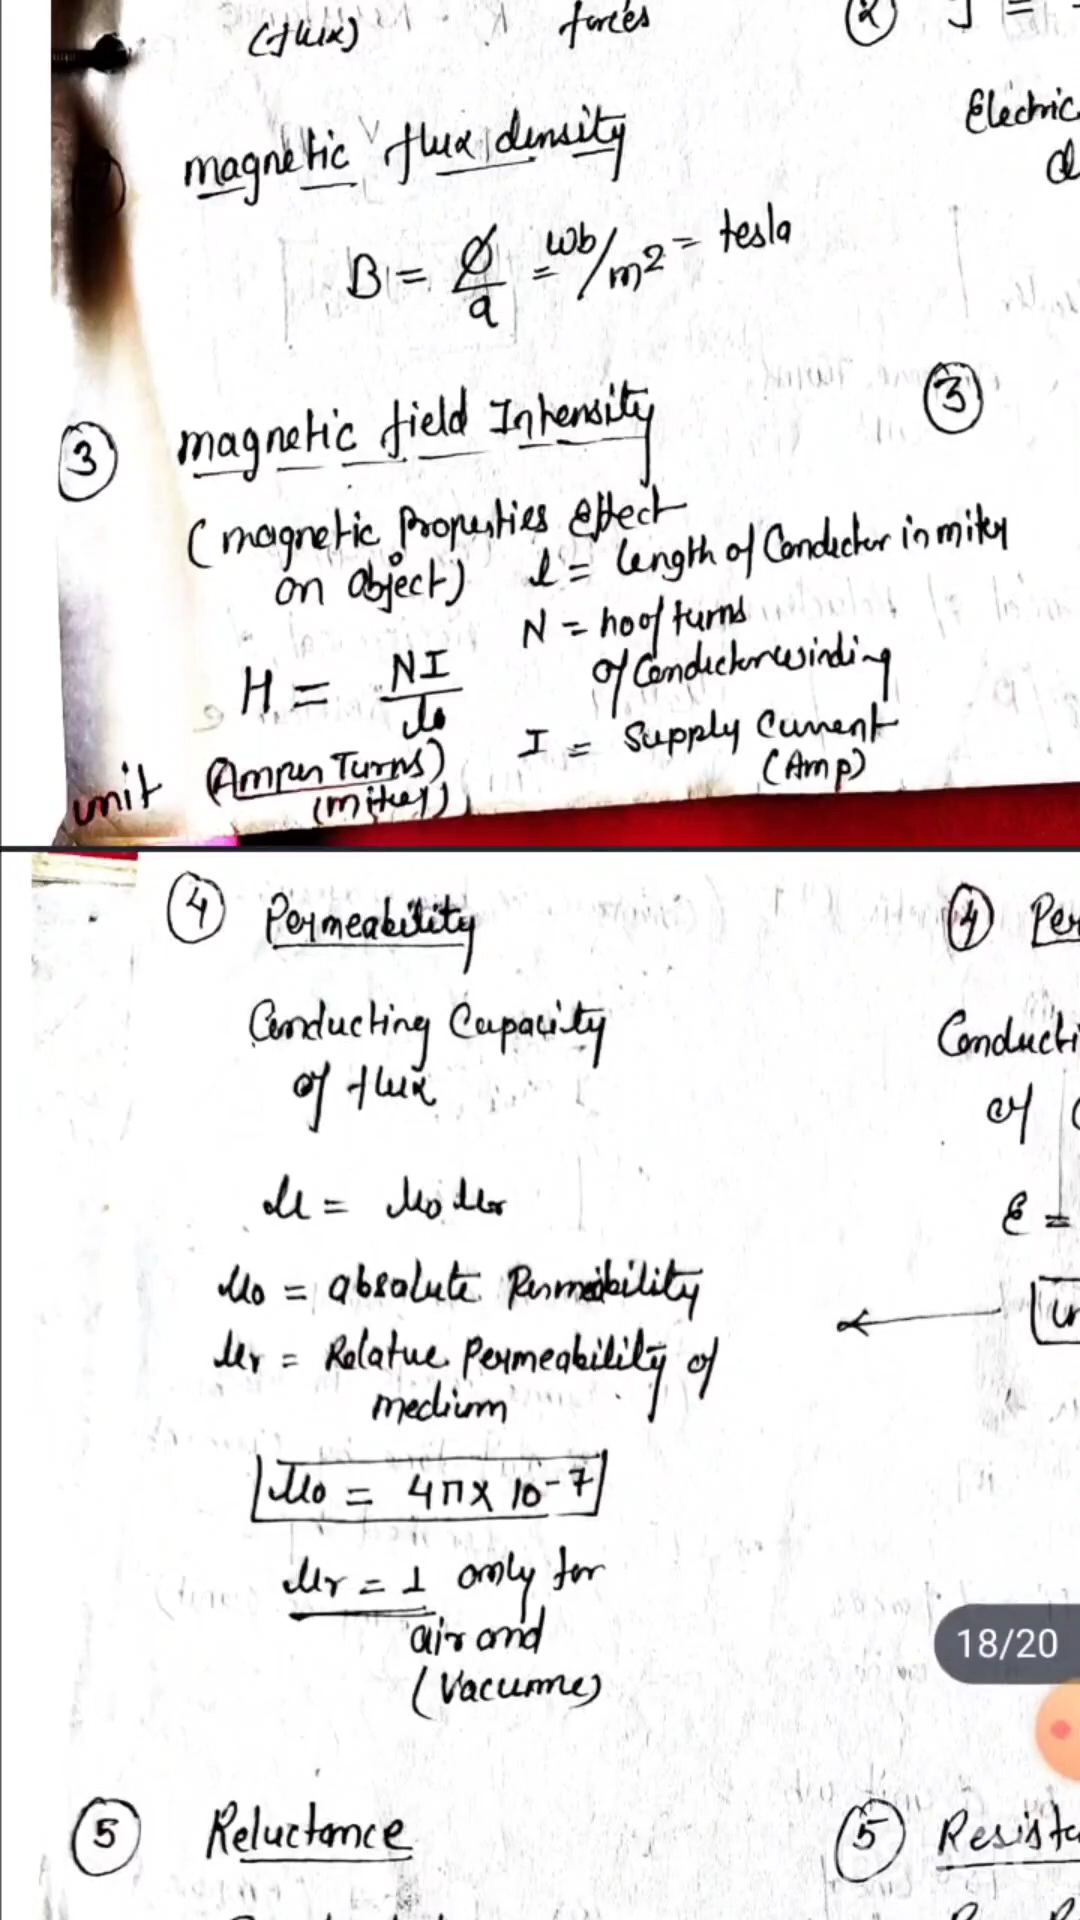 (flux)
forces
(2) J =
magnetic flux density
Electric
d
B = Ø/a = wb/m² = tesla
(3) magnetic field Intensity
(3)
(magnetic Properties Effect
on object)
l = length of Conductor in miter
N = no of turns
of Conductor winding
H = NI/
I = Supply Current
(Amp)
unit (Amper Turns)
(miter)
(4) Permeability
(4) Per
Conducting Capacity
of flux
Conducti
of
μ = μo μr
ε =
μo = absolute Permeability
μr = Relative Permeability of
medium
μo = 4π x 10-7
μr = 1 only for
air and
(Vacume)
18/20
(5) Reluctance
(5) Resista